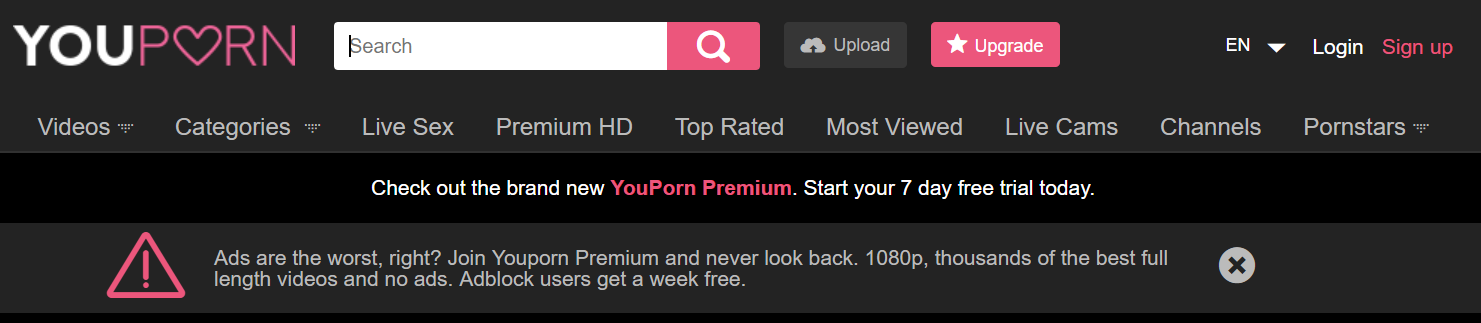 YOUPORN
Search
Upload
Upgrade
EN
Login
Sign up
Videos
Categories
Live Sex
Premium HD
Top Rated
Most Viewed
Live Cams
Channels
Pornstars
Check out the brand new YouPorn Premium. Start your 7 day free trial today.
Ads are the worst, right? Join Youporn Premium and never look back. 1080p, thousands of the best full
length videos and no ads. Adblock users get a week free.